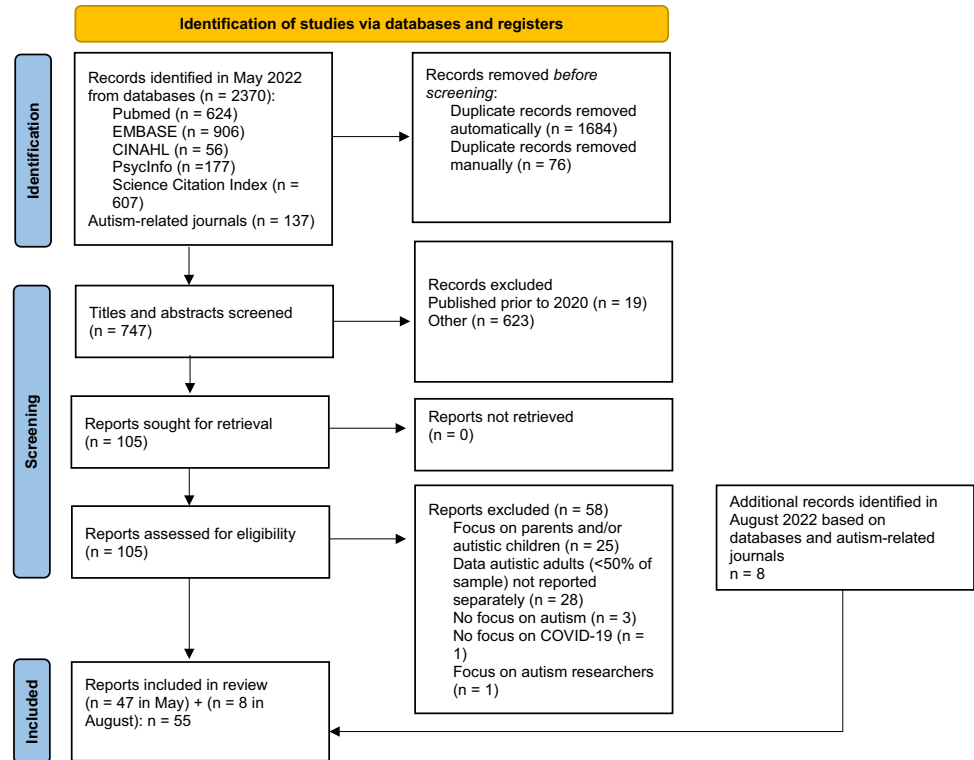 Identification of studies via databases and registers
Identification
Records identified in May 2022
from databases (n = 2370):
Pubmed (n = 624)
EMBASE (n = 906)
CINAHL (n = 56)
PsycInfo (n =177)
Science Citation Index (n =
607)
Autism-related journals (n = 137)
Records removed before
screening:
Duplicate records removed
automatically (n = 1684)
Duplicate records removed
manually (n = 76)
Screening
Titles and abstracts screened
(n = 747)
Records excluded
Published prior to 2020 (n = 19)
Other (n = 623)
Reports sought for retrieval
(n = 105)
Reports not retrieved
(n = 0)
Reports assessed for eligibility
(n = 105)
Reports excluded (n = 58)
Focus on parents and/or
autistic children (n = 25)
Data autistic adults (<50% of
sample) not reported
separately (n = 28)
No focus on autism (n = 3)
No focus on COVID-19 (n =
1)
Focus on autism researchers
(n = 1)
Additional records identified in
August 2022 based on
databases and autism-related
journals
n = 8
Included
Reports included in review
(n = 47 in May) + (n = 8 in
August): n = 55